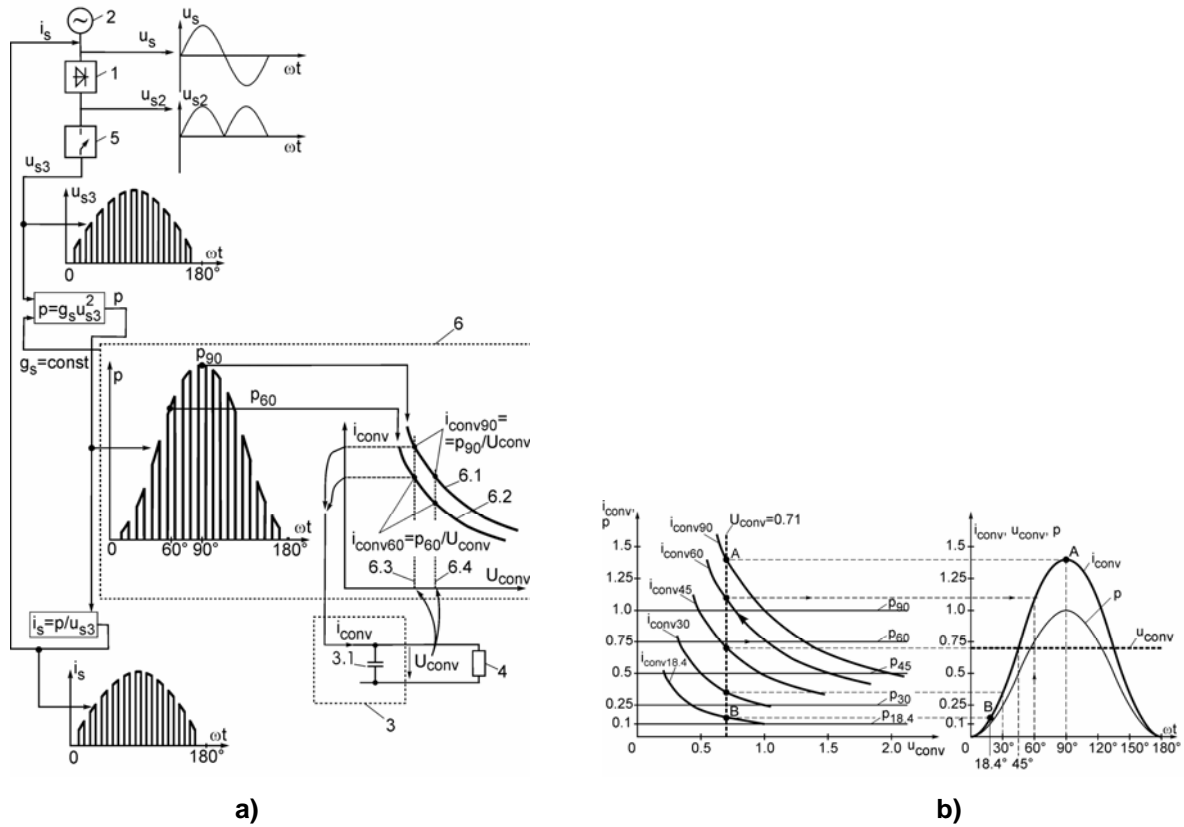 i_s
2
u_s
u_s
ωt
1
u_s2
u_s2
ωt
5
u_s3
u_s3
ωt
0
180°
p=g_s u_s3^2
p
g_s=const
6
p
p_90
p_60
i_conv
i_conv90=
=p_90/U_conv
6.1
6.2
i_conv60=p_60/U_conv
6.3
6.4
U_conv
0
60°
90°
180°
ωt
i_s=p/u_s3
i_conv
3.1
U_conv
4
3
i_s
ωt
0
180°
a)
i_conv,
p
1.5
1.25
1.0
0.75
0.5
0.25
0.1
i_conv90
i_conv60
i_conv45
i_conv30
i_conv18.4
U_conv=0.71
A
B
p_90
p_60
p_45
p_30
p_18.4
0
0.5
1.0
1.5
2.0
u_conv
i_conv, u_conv, p
1.5
1.25
1.0
0.75
0.5
0.25
0.1
A
i_conv
p
u_conv
B
0
30°
60°
90°
120°
150°
180°
ωt
18.4°
45°
b)